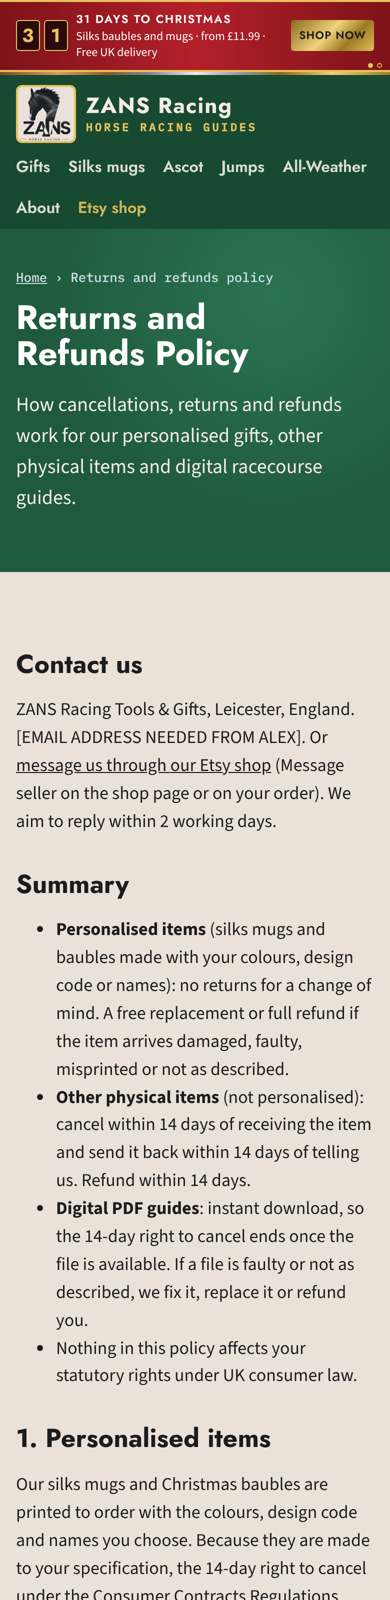 3 1
31 DAYS TO CHRISTMAS
Silks baubles and mugs · from £11.99 ·
Free UK delivery
SHOP NOW
ZANS
ZANS Racing
HORSE RACING GUIDES
Gifts Silks mugs Ascot Jumps All-Weather
About Etsy shop
Home › Returns and refunds policy
Returns and
Refunds Policy
How cancellations, returns and refunds
work for our personalised gifts, other
physical items and digital racecourse
guides.
Contact us
ZANS Racing Tools & Gifts, Leicester, England.
[EMAIL ADDRESS NEEDED FROM ALEX]. Or
message us through our Etsy shop (Message
seller on the shop page or on your order). We
aim to reply within 2 working days.
Summary
• Personalised items (silks mugs and
baubles made with your colours, design
code or names): no returns for a change of
mind. A free replacement or full refund if
the item arrives damaged, faulty,
misprinted or not as described.
• Other physical items (not personalised):
cancel within 14 days of receiving the item
and send it back within 14 days of telling
us. Refund within 14 days.
• Digital PDF guides: instant download, so
the 14-day right to cancel ends once the
file is available. If a file is faulty or not as
described, we fix it, replace it or refund
you.
• Nothing in this policy affects your
statutory rights under UK consumer law.
1. Personalised items
Our silks mugs and Christmas baubles are
printed to order with the colours, design code
and names you choose. Because they are made
to your specification, the 14-day right to cancel
under the Consumer Contracts Regulations